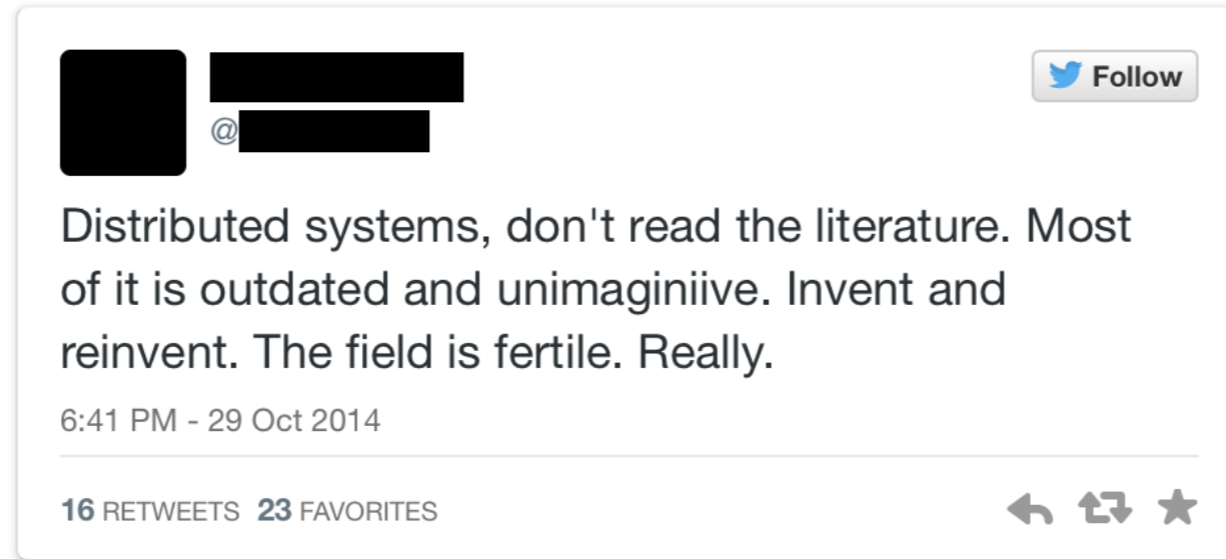 @
Follow
Distributed systems, don't read the literature. Most
of it is outdated and unimaginiive. Invent and
reinvent. The field is fertile. Really.
6:41 PM - 29 Oct 2014
16 RETWEETS 23 FAVORITES